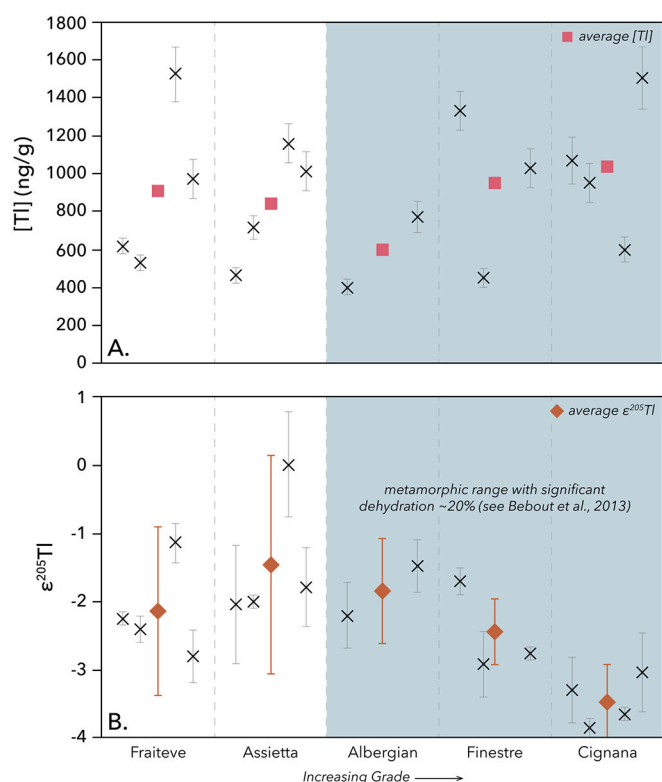 1800
1600
1400
1200
1000
800
600
400
200
0
[Tl] (ng/g)
average [Tl]
A.
1
0
-1
-2
-3
-4
ε²⁰⁵Tl
average ε²⁰⁵Tl
metamorphic range with significant
dehydration ~20% (see Bebout et al., 2013)
B.
Fraiteve Assietta Albergian Finestre Cignana
Increasing Grade